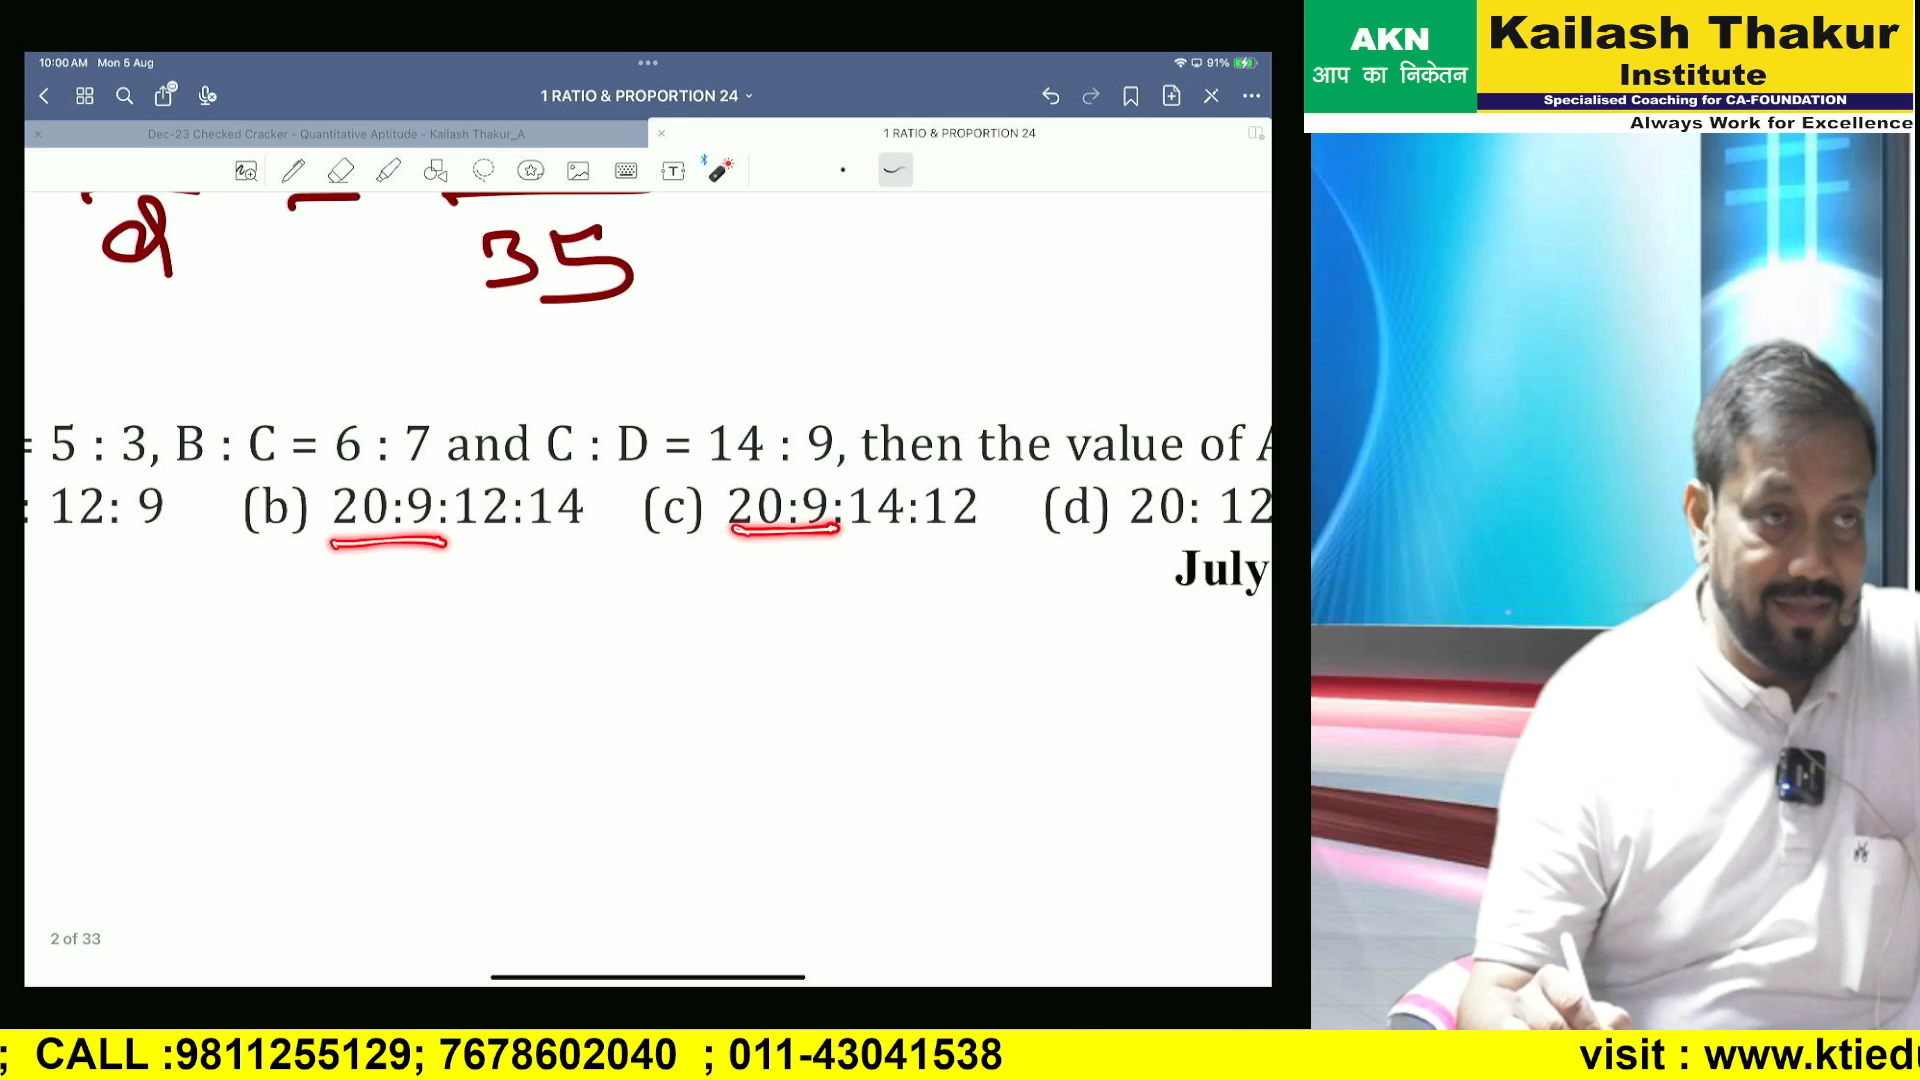 AKN
आप का निकेतन
Kailash Thakur
Institute
Specialised Coaching for CA-FOUNDATION
Always Work for Excellence
10:00 AM Mon 5 Aug
91%
1 RATIO & PROPORTION 24
Dec-23 Checked Cracker - Quantitative Aptitude - Kailash Thakur_A
1 RATIO & PROPORTION 24
35
= 5 : 3, B : C = 6 : 7 and C : D = 14 : 9, then the value of A
: 12: 9 (b) 20:9:12:14 (c) 20:9:14:12 (d) 20: 12
July
2 of 33
; CALL :9811255129; 7678602040 ; 011-43041538
visit : www.ktied